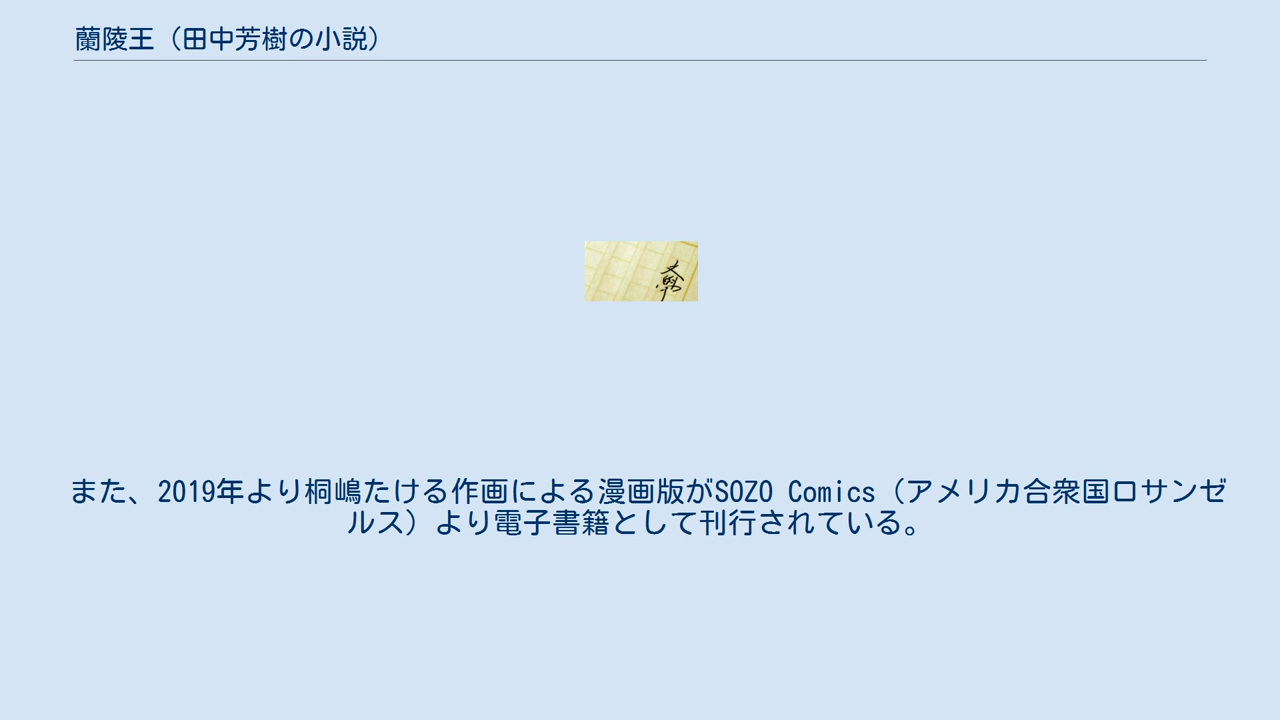 蘭陵王（田中芳樹の小説）
また、2019年より桐嶋たける作画による漫画版がSOZO Comics（アメリカ合衆国ロサンゼ
ルス）より電子書籍として刊行されている。